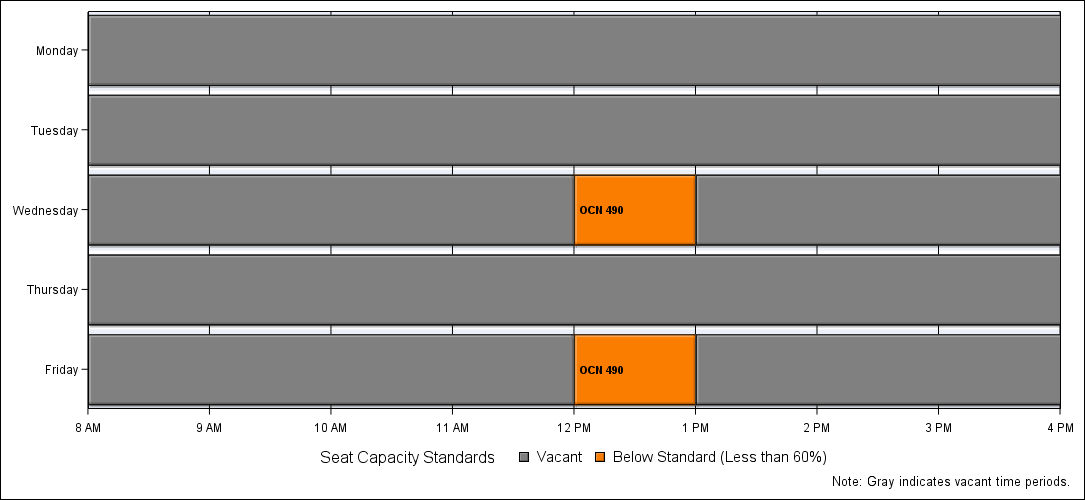 Monday
Tuesday
Wednesday
OCN 490
Thursday
Friday
OCN 490
8 AM 9 AM 10 AM 11 AM 12 PM 1 PM 2 PM 3 PM 4 PM
Seat Capacity Standards Vacant Below Standard (Less than 60%)
Note: Gray indicates vacant time periods.